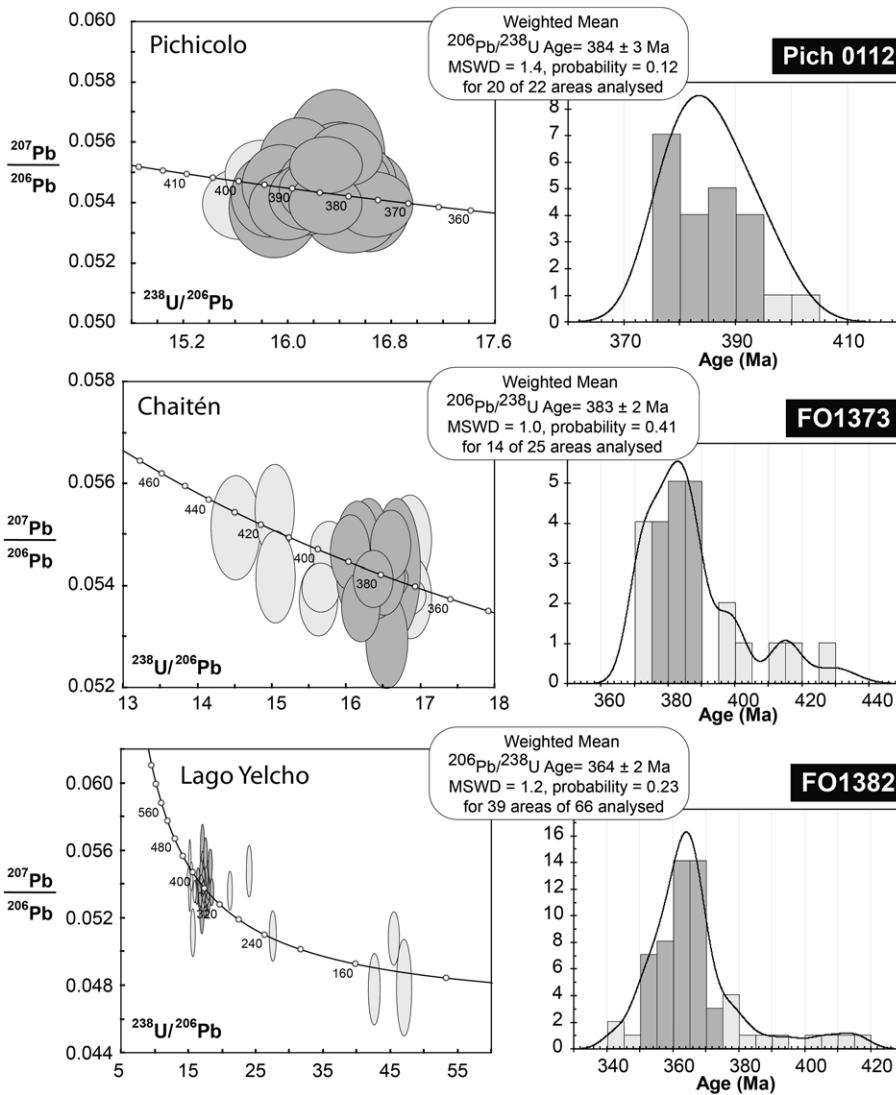 Pichicolo
Weighted Mean
206Pb/238U Age= 384 ± 3 Ma
MSWD = 1.4, probability = 0.12
for 20 of 22 areas analysed
Pich 0112
0.060
0.058
0.056
0.054
0.052
0.050
207Pb
206Pb
410
400
390
380
370
360
238U/206Pb
15.2
16.0
16.8
17.6
8
7
6
5
4
3
2
1
0
370
390
410
Age (Ma)
Chaitén
Weighted Mean
206Pb/238U Age= 383 ± 2 Ma
MSWD = 1.0, probability = 0.41
for 14 of 25 areas analysed
FO1373
0.058
0.056
0.054
0.052
207Pb
206Pb
460
440
420
400
380
360
238U/206Pb
13
14
15
16
17
18
5
4
3
2
1
0
360
380
400
420
440
Age (Ma)
Lago Yelcho
Weighted Mean
206Pb/238U Age= 364 ± 2 Ma
MSWD = 1.2, probability = 0.23
for 39 areas of 66 analysed
FO1382
0.060
0.056
0.052
0.048
0.044
207Pb
206Pb
560
480
400
320
240
160
238U/206Pb
5
15
25
35
45
55
16
14
12
10
8
6
4
2
0
340
360
380
400
420
Age (Ma)